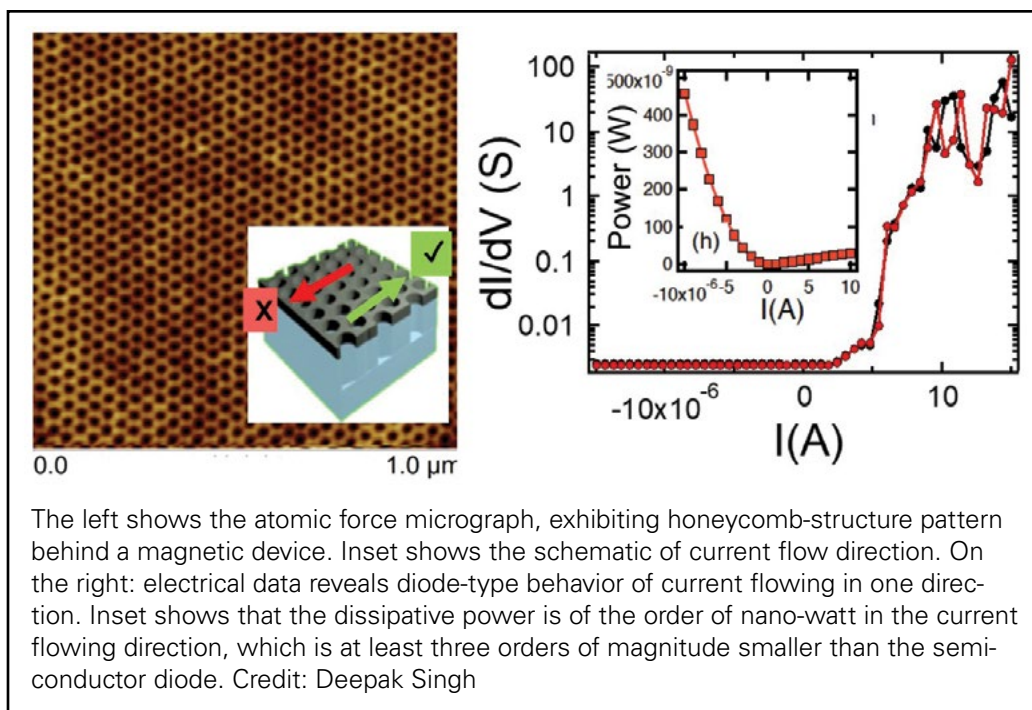 0.0
1.0 μm
X
✓
dI/dV (S)
100
10
1
0.1
0.01
-10x10⁻⁶
0
10
I(A)
500x10⁻⁹
400
300
200
100
0
Power (W)
(h)
-10x10⁻⁶
-5
0
5
10
I(A)
The left shows the atomic force micrograph, exhibiting honeycomb-structure pattern
behind a magnetic device. Inset shows the schematic of current flow direction. On
the right: electrical data reveals diode-type behavior of current flowing in one direc-
tion. Inset shows that the dissipative power is of the order of nano-watt in the current
flowing direction, which is at least three orders of magnitude smaller than the semi-
conductor diode. Credit: Deepak Singh